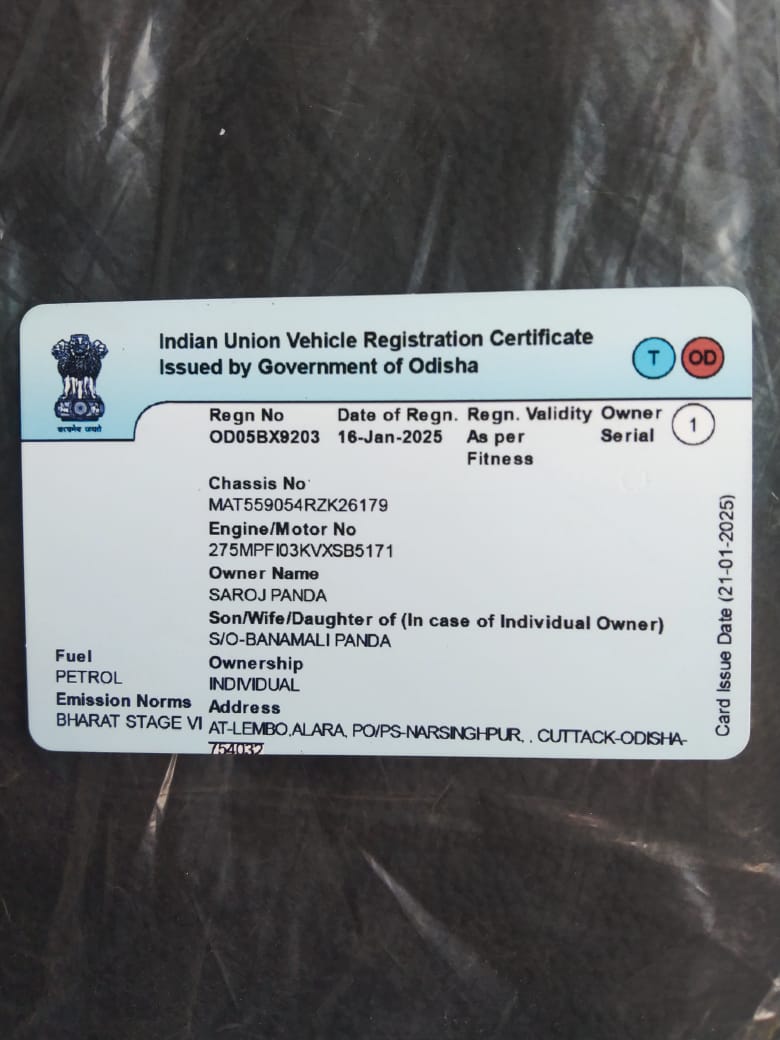 Indian Union Vehicle Registration Certificate
Issued by Government of Odisha
T OD
सत्यमेव जयते
Regn No Date of Regn. Regn. Validity Owner
OD05BX9203 16-Jan-2025 As per Serial 1
Fitness
Chassis No
MAT559054RZK26179
Engine/Motor No
275MPFI03KVXSB5171
Owner Name
SAROJ PANDA
Son/Wife/Daughter of (In case of Individual Owner)
S/O-BANAMALI PANDA
Fuel
PETROL
Ownership
INDIVIDUAL
Emission Norms
BHARAT STAGE VI
Address
AT-LEMBO,ALARA, PO/PS-NARSINGHPUR, . CUTTACK-ODISHA-
754032
Card Issue Date (21-01-2025)